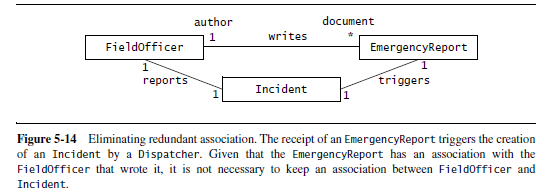 author document
1 writes *
FieldOfficer EmergencyReport
1 1
reports triggers
1 Incident 1
Figure 5-14 Eliminating redundant association. The receipt of an EmergencyReport triggers the creation
of an Incident by a Dispatcher. Given that the EmergencyReport has an association with the
FieldOfficer that wrote it, it is not necessary to keep an association between FieldOfficer and
Incident.